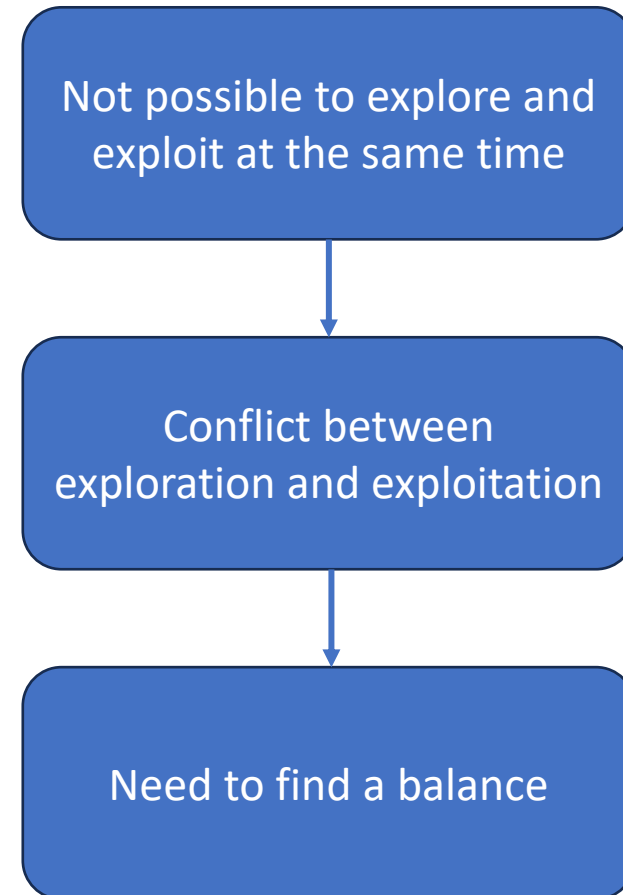 Not possible to explore and
exploit at the same time
Conflict between
exploration and exploitation
Need to find a balance